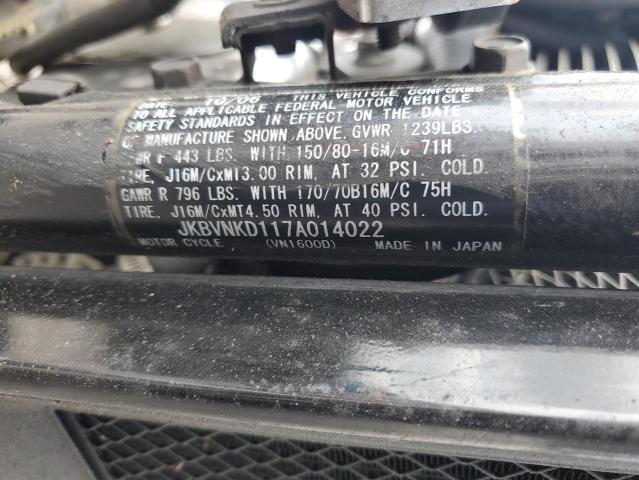 DATE 10/06 THIS VEHICLE CONFORMS
TO ALL APPLICABLE FEDERAL MOTOR VEHICLE
SAFETY STANDARDS IN EFFECT ON THE DATE
OF MANUFACTURE SHOWN ABOVE. GVWR 1239LBS.
F 443 LBS. WITH 150/80-16M/C 71H
TIRE, J16M/CxMT3.00 RIM, AT 32 PSI. COLD.
GAWR R 796 LBS. WITH 170/70B16M/C 75H
TIRE, J16M/CxMT4.50 RIM, AT 40 PSI. COLD.
JKBVNKD117A014022
MOTOR CYCLE (VN1600D) MADE IN JAPAN